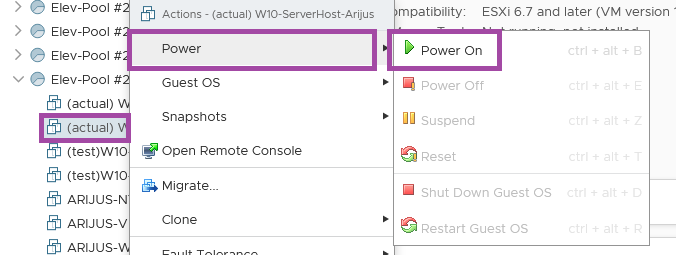 Elev-Pool #2
Elev-Pool #2
Elev-Pool #2
Elev-Pool #2
(actual) W
(actual) W
(test)W10-
(test)W10-
ARIJUS-N
ARIJUS-V
ARIJUS-W
Actions - (actual) W10-ServerHost-Arijus
Power
Guest OS
Snapshots
Open Remote Console
Migrate...
Clone
Fault Tolerance
ompatibility: ESXi 6.7 and later (VM version 1
Power On ctrl + alt + B
Power Off ctrl + alt + E
Suspend ctrl + alt + Z
Reset ctrl + alt + T
Shut Down Guest OS ctrl + alt + D
Restart Guest OS ctrl + alt + R